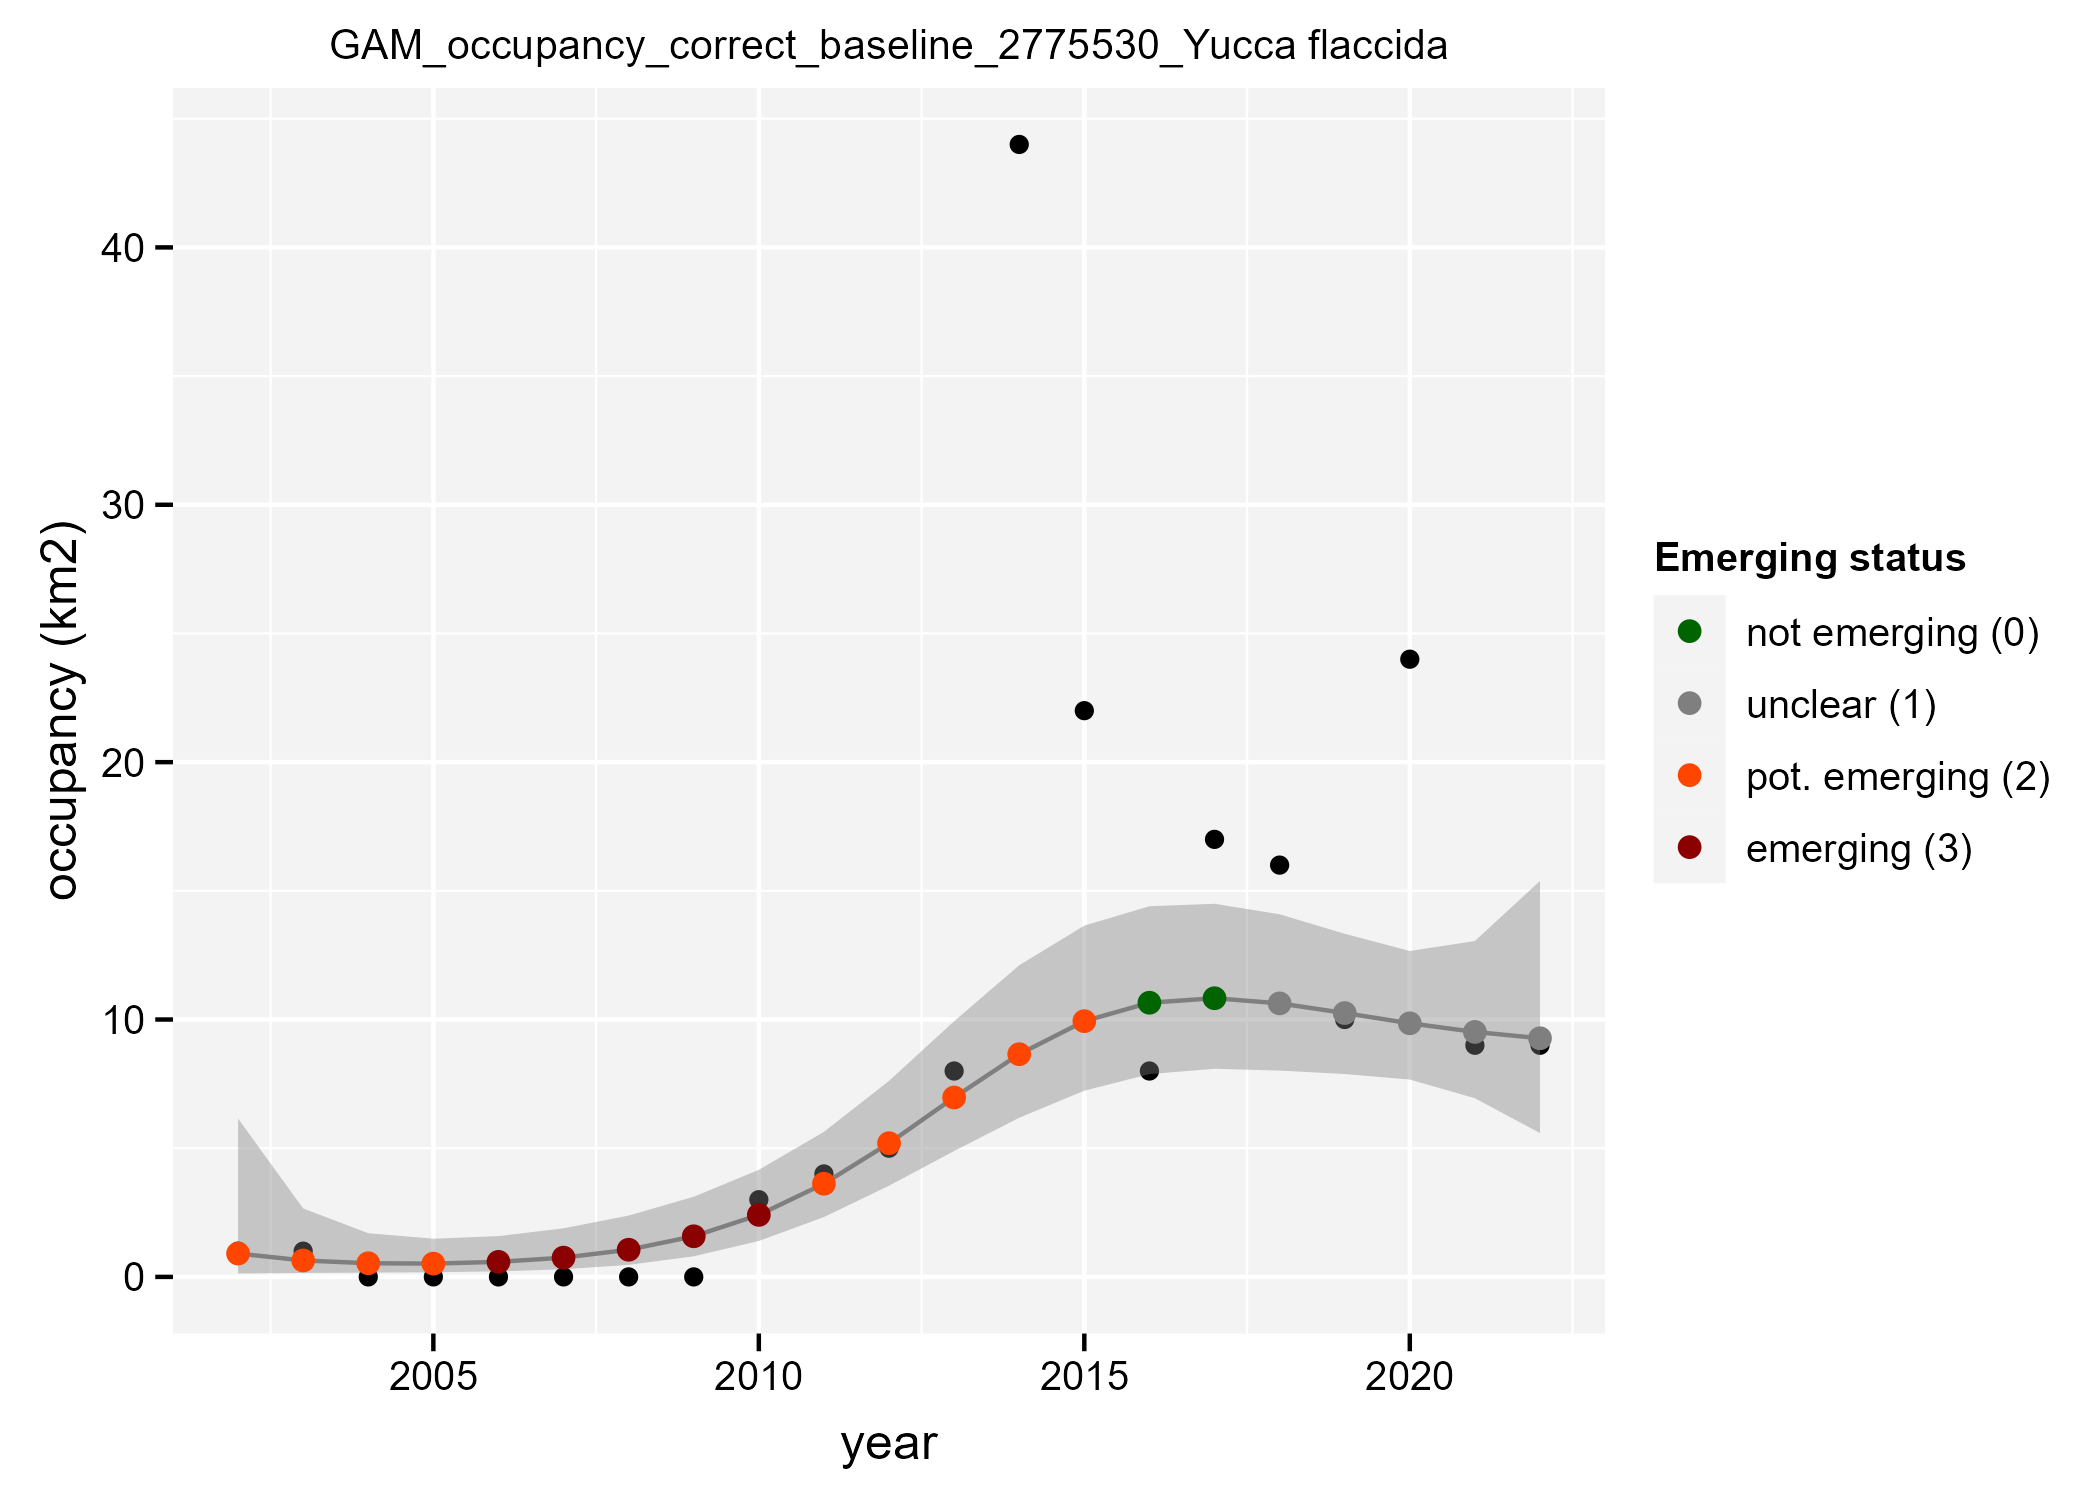 GAM_occupancy_correct_baseline_2775530_Yucca flaccida
40
30
20
10
0
occupancy (km2)
2005 2010 2015 2020
year
Emerging status
not emerging (0)
unclear (1)
pot. emerging (2)
emerging (3)